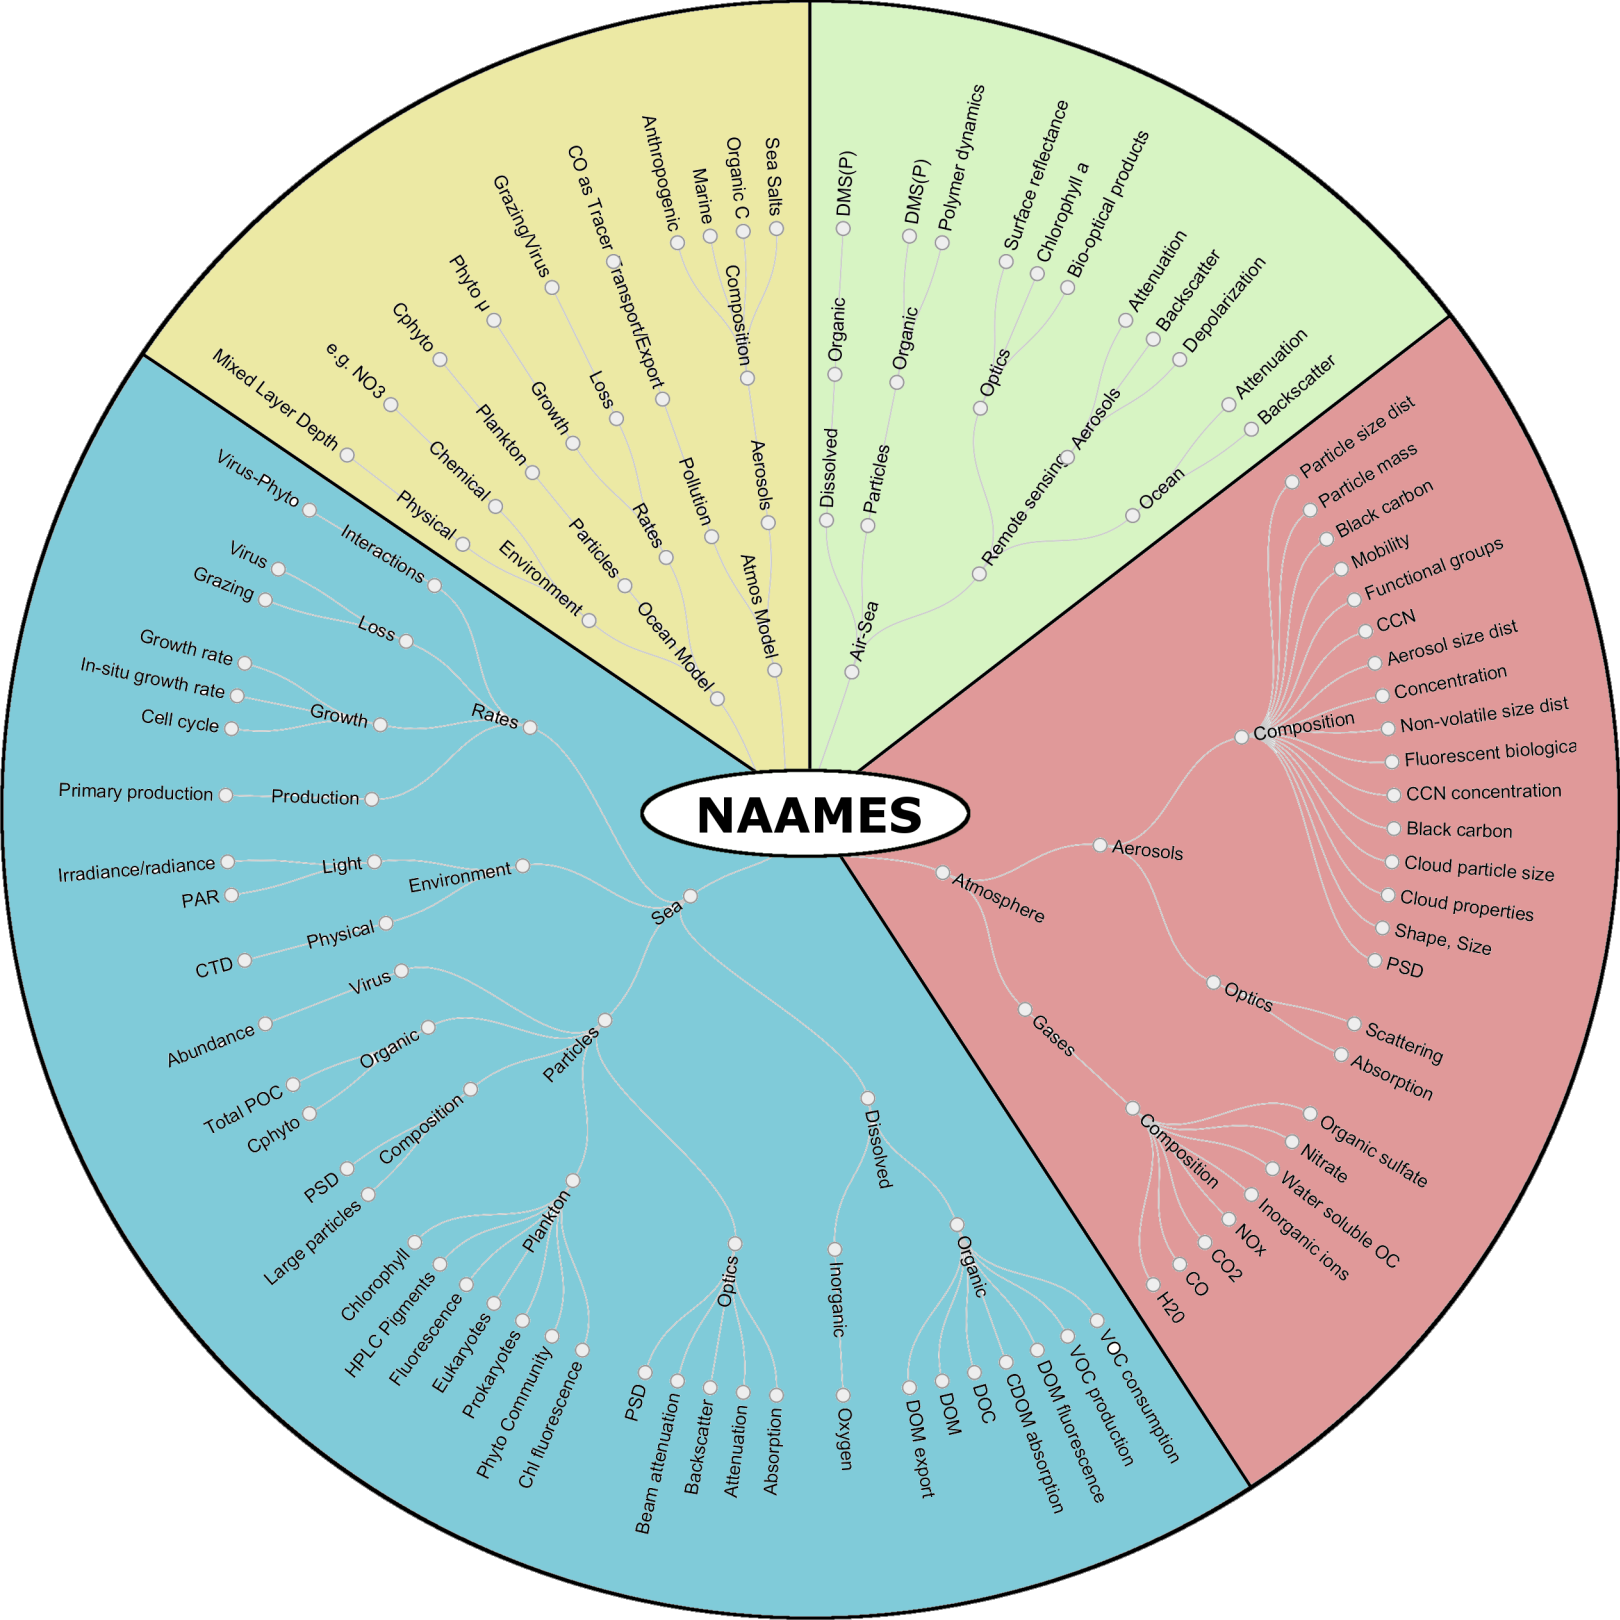 NAAMES
Air-Sea
Dissolved
Organic
DMS(P)
Particles
Organic
DMS(P)
Polymer dynamics
Remote sensing
Optics
Surface reflectance
Chlorophyll a
Bio-optical products
Aerosols
Attenuation
Backscatter
Depolarization
Ocean
Attenuation
Backscatter
Atmosphere
Aerosols
Composition
Particle size dist
Particle mass
Black carbon
Mobility
Functional groups
CCN
Aerosol size dist
Concentration
Non-volatile size dist
Fluorescent biologica
CCN concentration
Black carbon
Cloud particle size
Cloud properties
Shape, Size
PSD
Optics
Scattering
Absorption
Gases
Composition
Organic sulfate
Nitrate
Water soluble OC
Inorganic ions
NOx
CO2
CO
H20
Sea
Dissolved
Organic
VOC consumption
VOC production
DOM fluorescence
CDOM absorption
DOC
DOM
DOM export
Inorganic
Oxygen
Particles
Optics
Absorption
Attenuation
Backscatter
Beam attenuation
PSD
Plankton
Chl fluorescence
Phyto Community
Prokaryotes
Eukaryotes
Fluorescence
HPLC Pigments
Chlorophyll
Composition
Large particles
PSD
Organic
Cphyto
Total POC
Virus
Abundance
Environment
Physical
CTD
Light
PAR
Irradiance/radiance
Rates
Production
Primary production
Growth
Cell cycle
In-situ growth rate
Growth rate
Loss
Grazing
Virus
Interactions
Virus-Phyto
Ocean Model
Environment
Physical
Mixed Layer Depth
Chemical
e.g. NO3
Particles
Plankton
Cphyto
Rates
Growth
Phyto µ
Loss
Grazing/Virus
Atmos Model
Pollution
Transport/Export
CO as Tracer
Aerosols
Composition
Anthropogenic
Marine
Organic C
Sea Salts